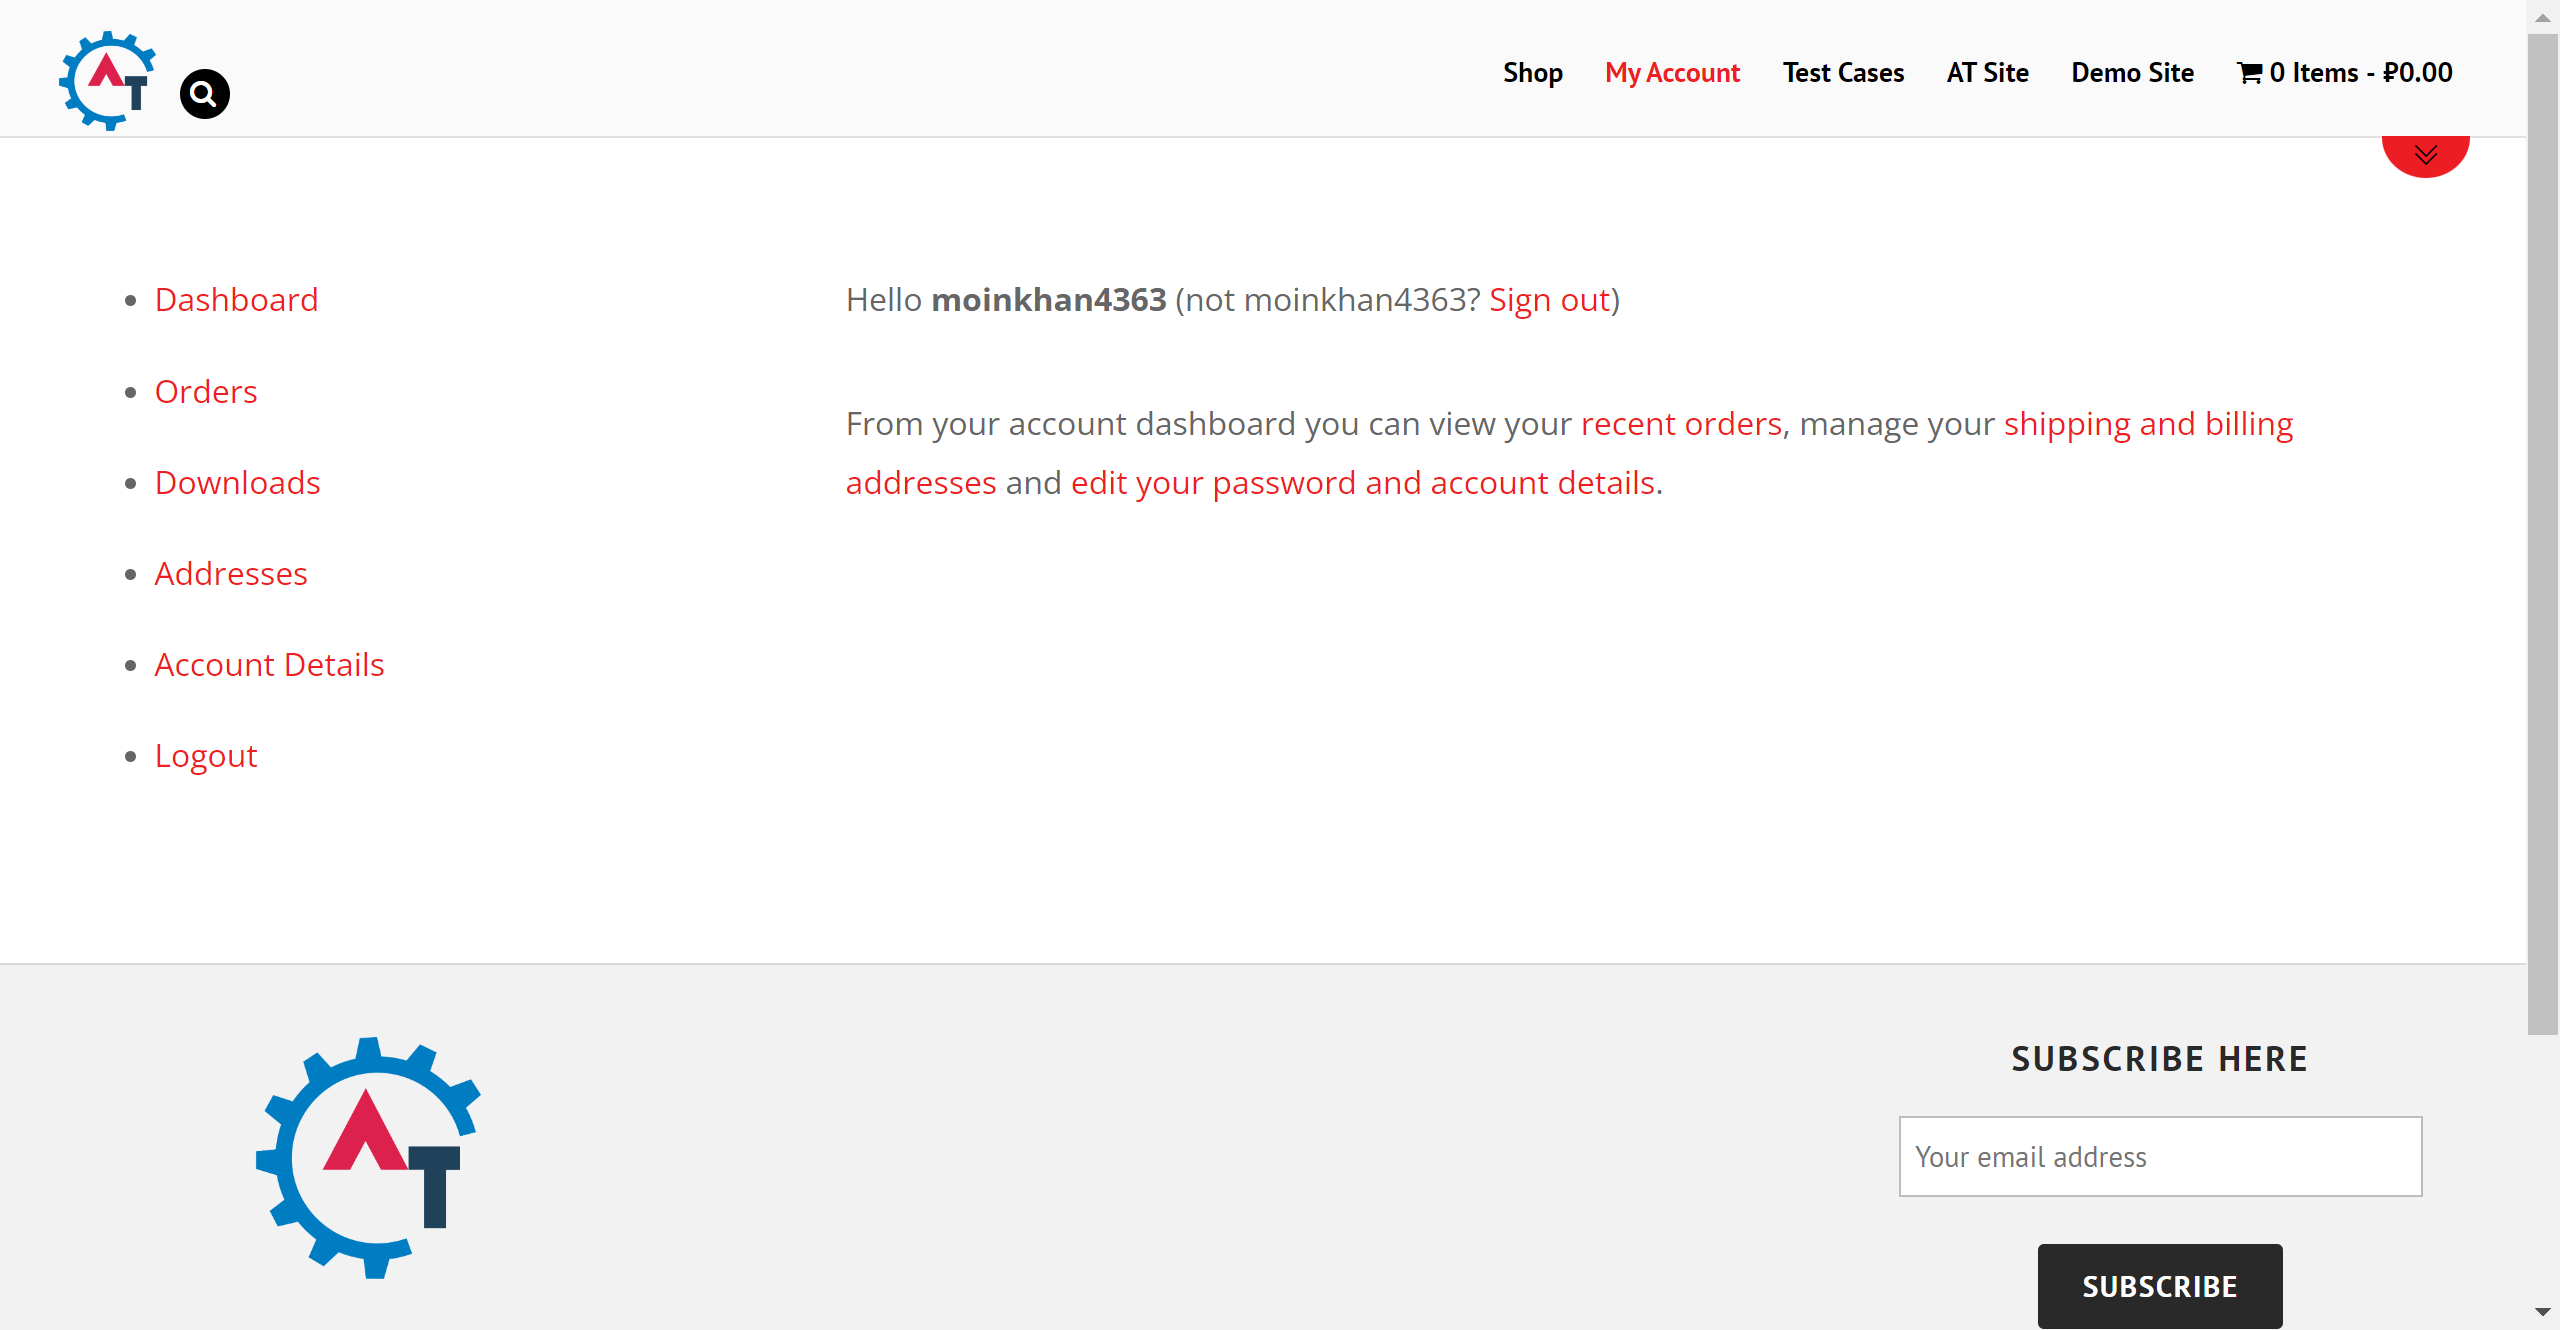 AT
Shop My Account Test Cases AT Site Demo Site 0 Items - ₽0.00
Dashboard
Orders
Downloads
Addresses
Account Details
Logout
Hello moinkhan4363 (not moinkhan4363? Sign out)
From your account dashboard you can view your recent orders, manage your shipping and billing
addresses and edit your password and account details.
AT
SUBSCRIBE HERE
Your email address
SUBSCRIBE